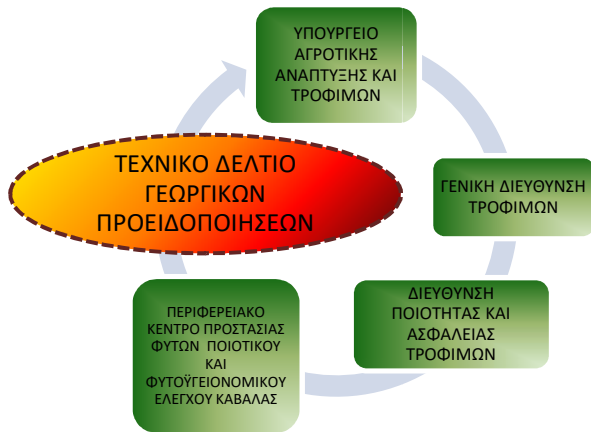 ΥΠΟΥΡΓΕΙΟ
ΑΓΡΟΤΙΚΗΣ
ΑΝΑΠΤΥΞΗΣ ΚΑΙ
ΤΡΟΦΙΜΩΝ
ΓΕΝΙΚΗ ΔΙΕΥΘΥΝΣΗ
ΤΡΟΦΙΜΩΝ
ΔΙΕΥΘΥΝΣΗ
ΠΟΙΟΤΗΤΑΣ ΚΑΙ
ΑΣΦΑΛΕΙΑΣ
ΤΡΟΦΙΜΩΝ
ΠΕΡΙΦΕΡΕΙΑΚΟ
ΚΕΝΤΡΟ ΠΡΟΣΤΑΣΙΑΣ
ΦΥΤΩΝ ΠΟΙΟΤΙΚΟΥ
ΚΑΙ
ΦΥΤΟΫΓΕΙΟΝΟΜΙΚΟΥ
ΕΛΕΓΧΟΥ ΚΑΒΑΛΑΣ
ΤΕΧΝΙΚΟ ΔΕΛΤΙΟ
ΓΕΩΡΓΙΚΩΝ
ΠΡΟΕΙΔΟΠΟΙΗΣΕΩΝ